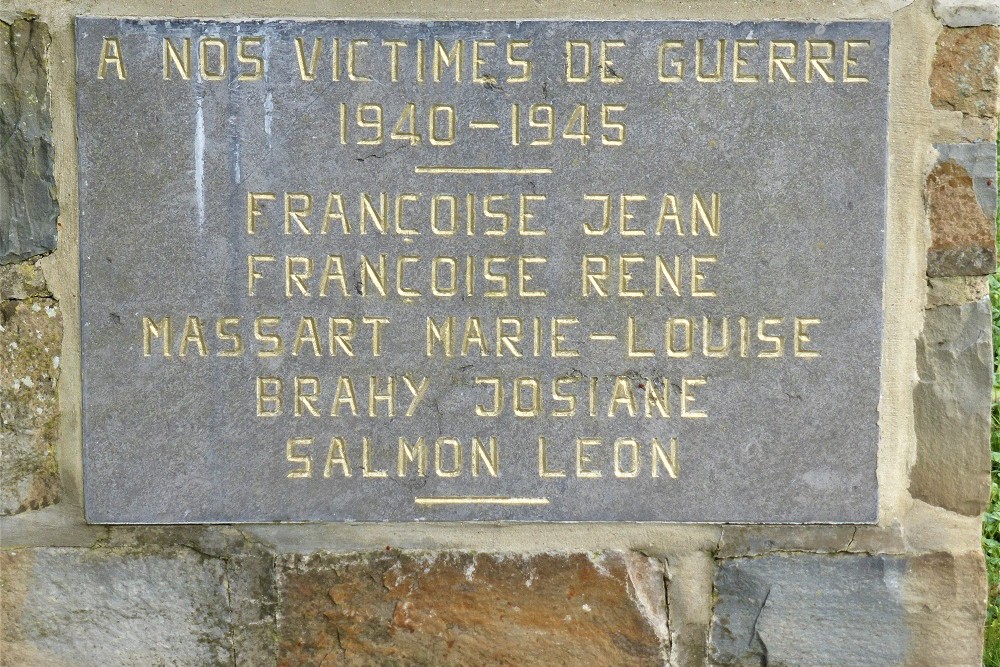 A NOS VICTIMES DE GUERRE
1940-1945
FRANÇOISE JEAN
FRANÇOISE RENE
MASSART MARIE-LOUISE
BRAHY JOSIANE
SALMON LEON